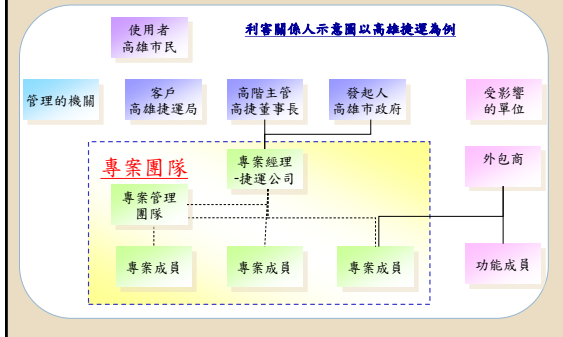 使用者
高雄市民
利害關係人示意圖以高雄捷運為例
管理的機關
客戶
高雄捷運局
高階主管
高捷董事長
發起人
高雄市政府
受影響
的單位
專案團隊
專案經理
-捷運公司
外包商
專案管理
團隊
專案成員
專案成員
專案成員
功能成員